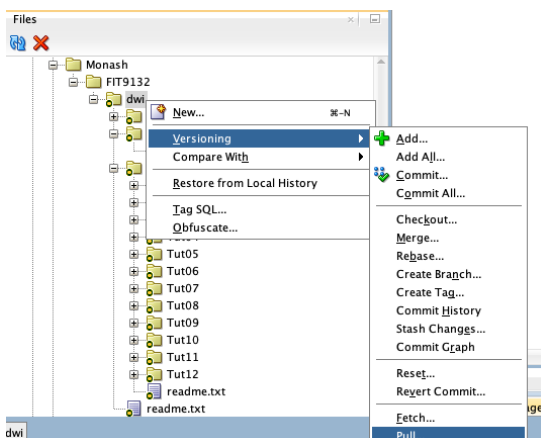 Files
Monash
FIT9132
dwi
New... ⌘-N
Versioning
Compare With
Restore from Local History
Tag SQL...
Obfuscate...
Tut05
Tut06
Tut07
Tut08
Tut09
Tut10
Tut11
Tut12
readme.txt
readme.txt
dwi
Add...
Add All...
Commit...
Commit All...
Checkout...
Merge...
Rebase...
Create Branch...
Create Tag...
Commit History
Stash Changes...
Commit Graph
Reset...
Revert Commit...
Fetch...
Pull